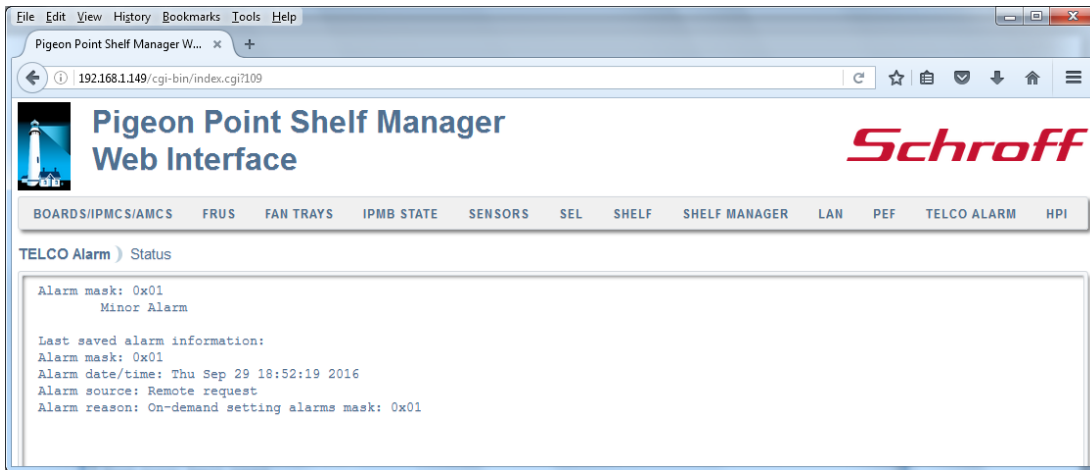 File Edit View History Bookmarks Tools Help
Pigeon Point Shelf Manager W... × +
192.168.1.149/cgi-bin/index.cgi?109
Pigeon Point Shelf Manager
Web Interface
Schroff
BOARDS/IPMCS/AMCS FRUS FAN TRAYS IPMB STATE SENSORS SEL SHELF SHELF MANAGER LAN PEF TELCO ALARM HPI
TELCO Alarm ) Status
Alarm mask: 0x01
Minor Alarm
Last saved alarm information:
Alarm mask: 0x01
Alarm date/time: Thu Sep 29 18:52:19 2016
Alarm source: Remote request
Alarm reason: On-demand setting alarms mask: 0x01